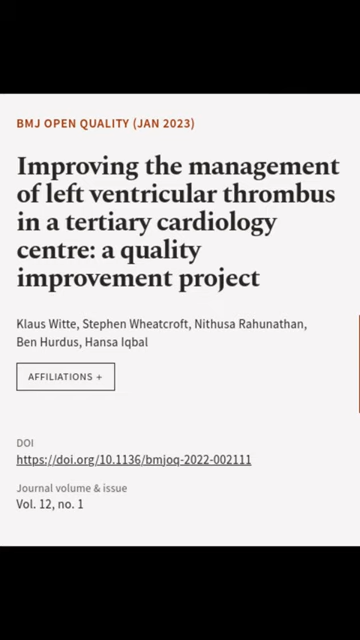 BMJ OPEN QUALITY (JAN 2023)
Improving the management
of left ventricular thrombus
in a tertiary cardiology
centre: a quality
improvement project
Klaus Witte, Stephen Wheatcroft, Nithusa Rahunathan,
Ben Hurdus, Hansa Iqbal
AFFILIATIONS +
DOI
https://doi.org/10.1136/bmjoq-2022-002111
Journal volume & issue
Vol. 12, no. 1